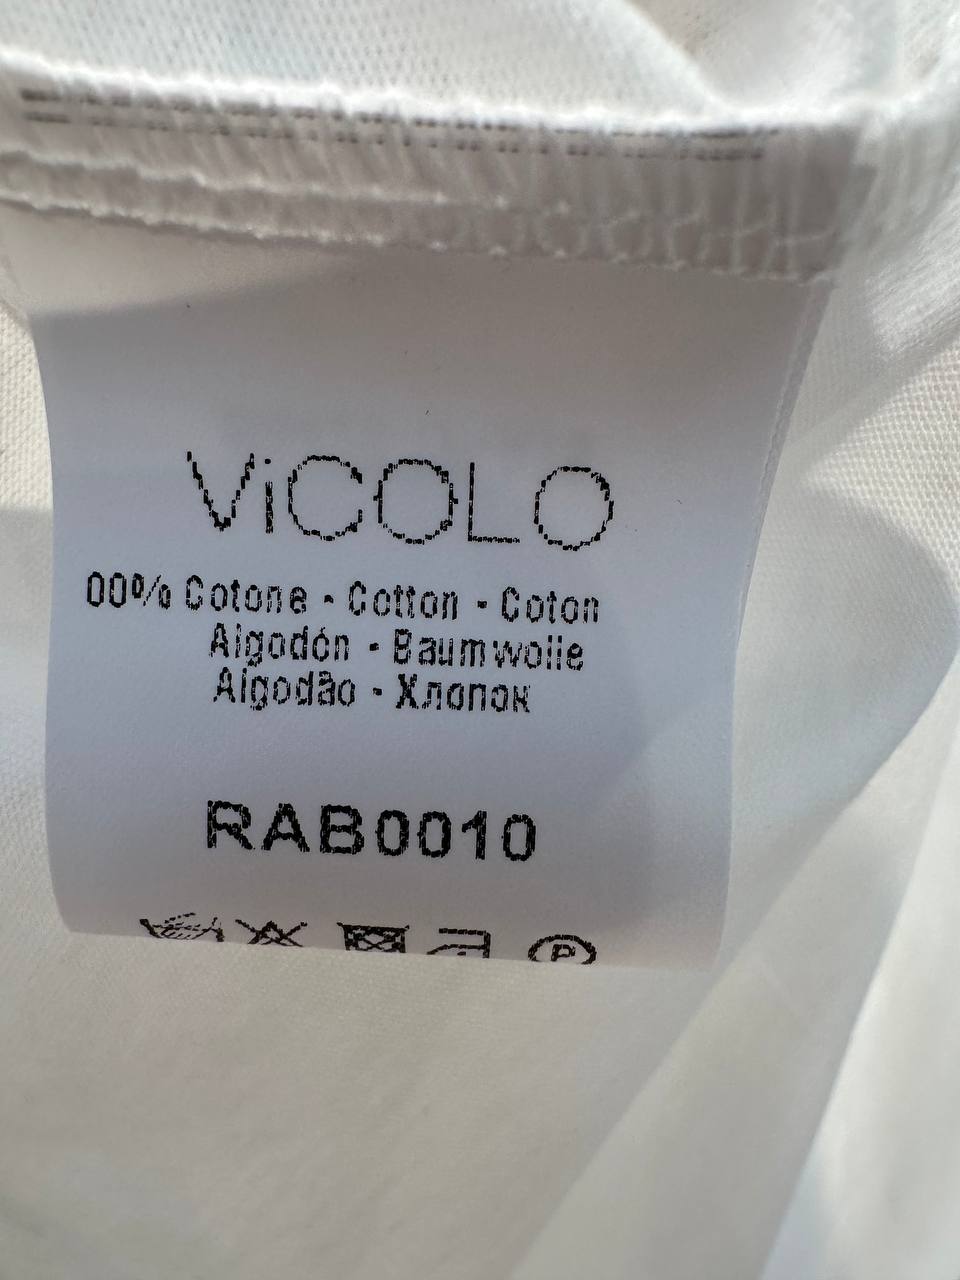 ViCOLO
00% Cotone - Cotton - Coton
Algodón - Baumwolle
Algodão - Хлопок
RAB0010
P